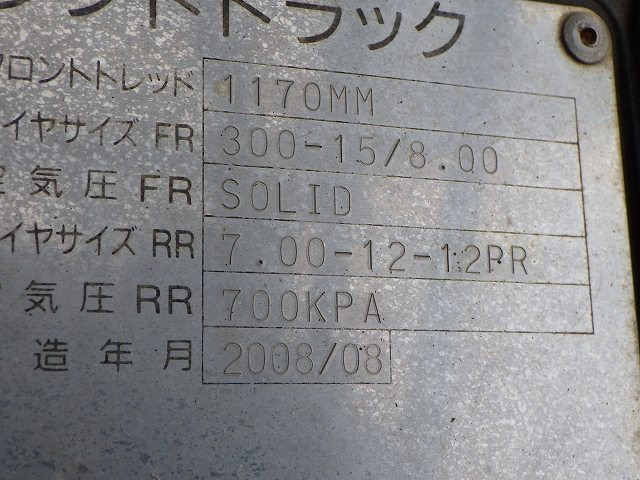 ントトラック
フロントトレッド 1170MM
イヤサイズ FR 300-15/8.00
気圧 FR SOLID
イヤサイズ RR 7.00-12-12PR
気圧 RR 700KPA
造年月 2008/08